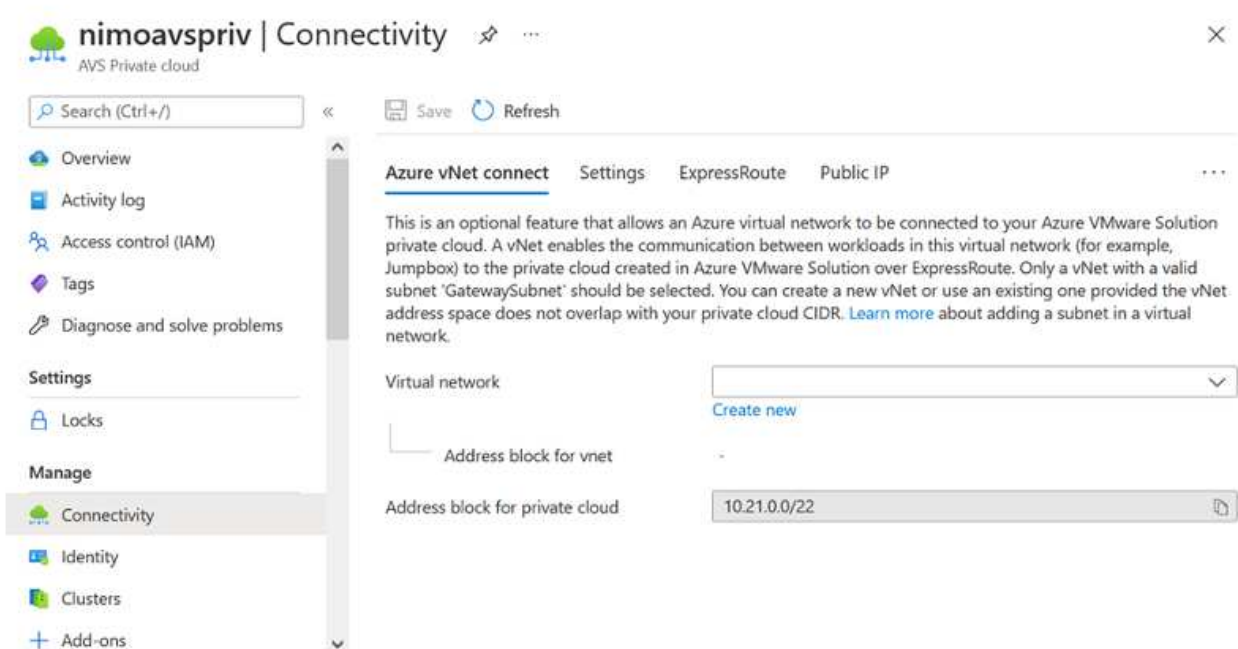 nimoavspriv | Connectivity
AVS Private cloud
Search (Ctrl+/)
Overview
Activity log
Access control (IAM)
Tags
Diagnose and solve problems
Settings
Locks
Manage
Connectivity
Identity
Clusters
Add-ons
Save Refresh
Azure vNet connect Settings ExpressRoute Public IP
This is an optional feature that allows an Azure virtual network to be connected to your Azure VMware Solution
private cloud. A vNet enables the communication between workloads in this virtual network (for example,
Jumpbox) to the private cloud created in Azure VMware Solution over ExpressRoute. Only a vNet with a valid
subnet 'GatewaySubnet' should be selected. You can create a new vNet or use an existing one provided the vNet
address space does not overlap with your private cloud CIDR. Learn more about adding a subnet in a virtual
network.
Virtual network
Create new
Address block for vnet -
Address block for private cloud 10.21.0.0/22